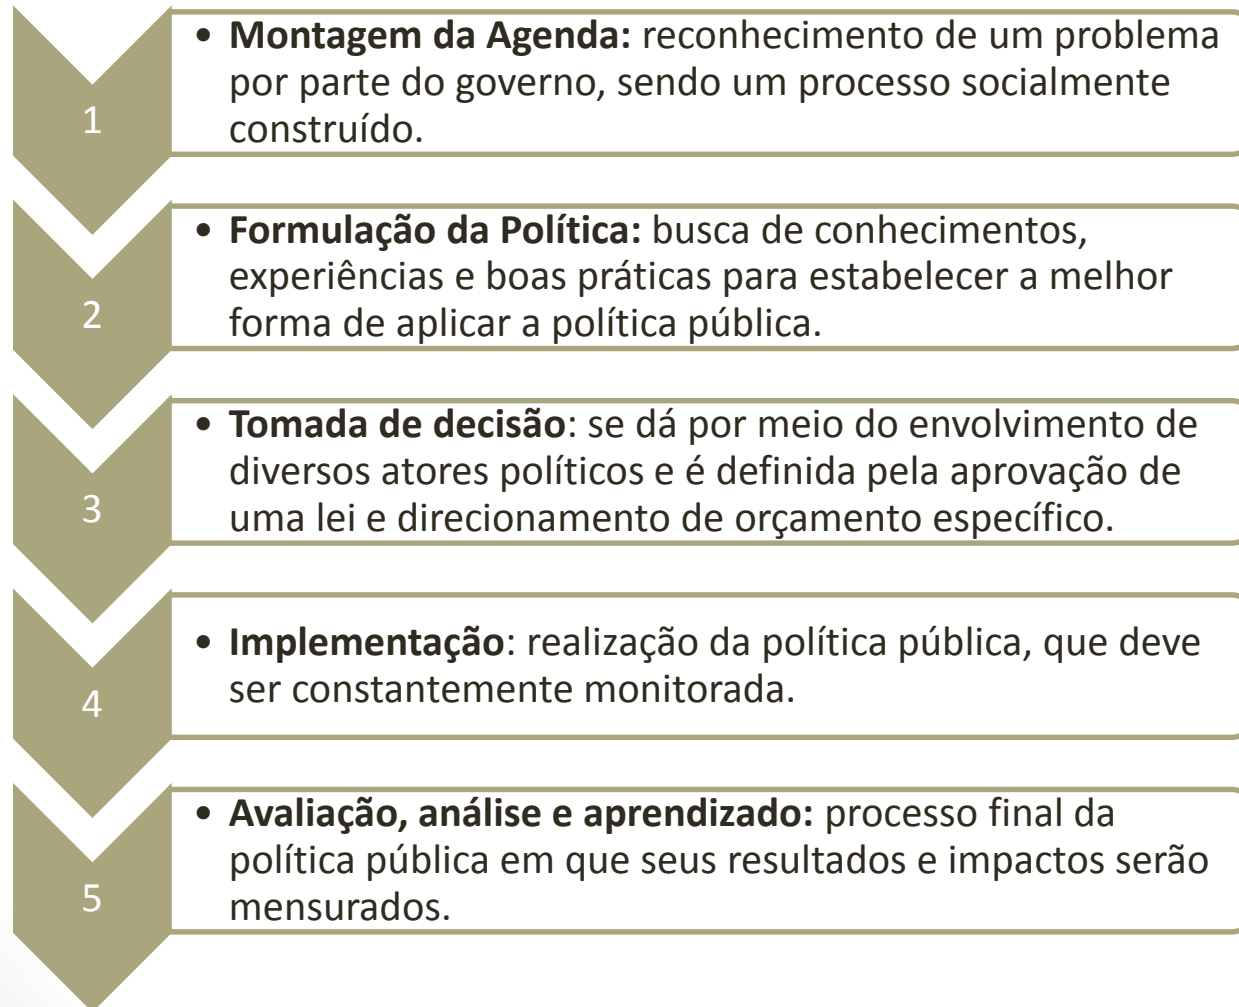 1
• Montagem da Agenda: reconhecimento de um problema
por parte do governo, sendo um processo socialmente
construído.
2
• Formulação da Política: busca de conhecimentos,
experiências e boas práticas para estabelecer a melhor
forma de aplicar a política pública.
3
• Tomada de decisão: se dá por meio do envolvimento de
diversos atores políticos e é definida pela aprovação de
uma lei e direcionamento de orçamento específico.
4
• Implementação: realização da política pública, que deve
ser constantemente monitorada.
5
• Avaliação, análise e aprendizado: processo final da
política pública em que seus resultados e impactos serão
mensurados.